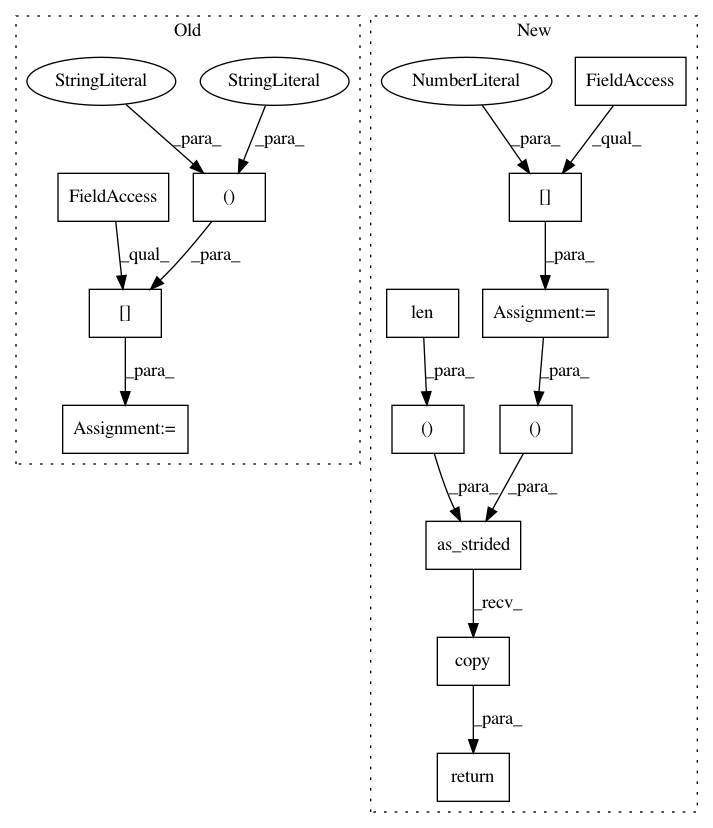 Old
New
StringLiteral
StringLiteral
NumberLiteral
FieldAccess
_para_
_para_
_para_
_qual_
FieldAccess
()
[]
_qual_
_para_
_para_
[]
len
Assignment:=
_para_
_para_
_para_
Assignment:=
()
()
_para_
_para_
as_strided
_recv_
copy
_para_
return